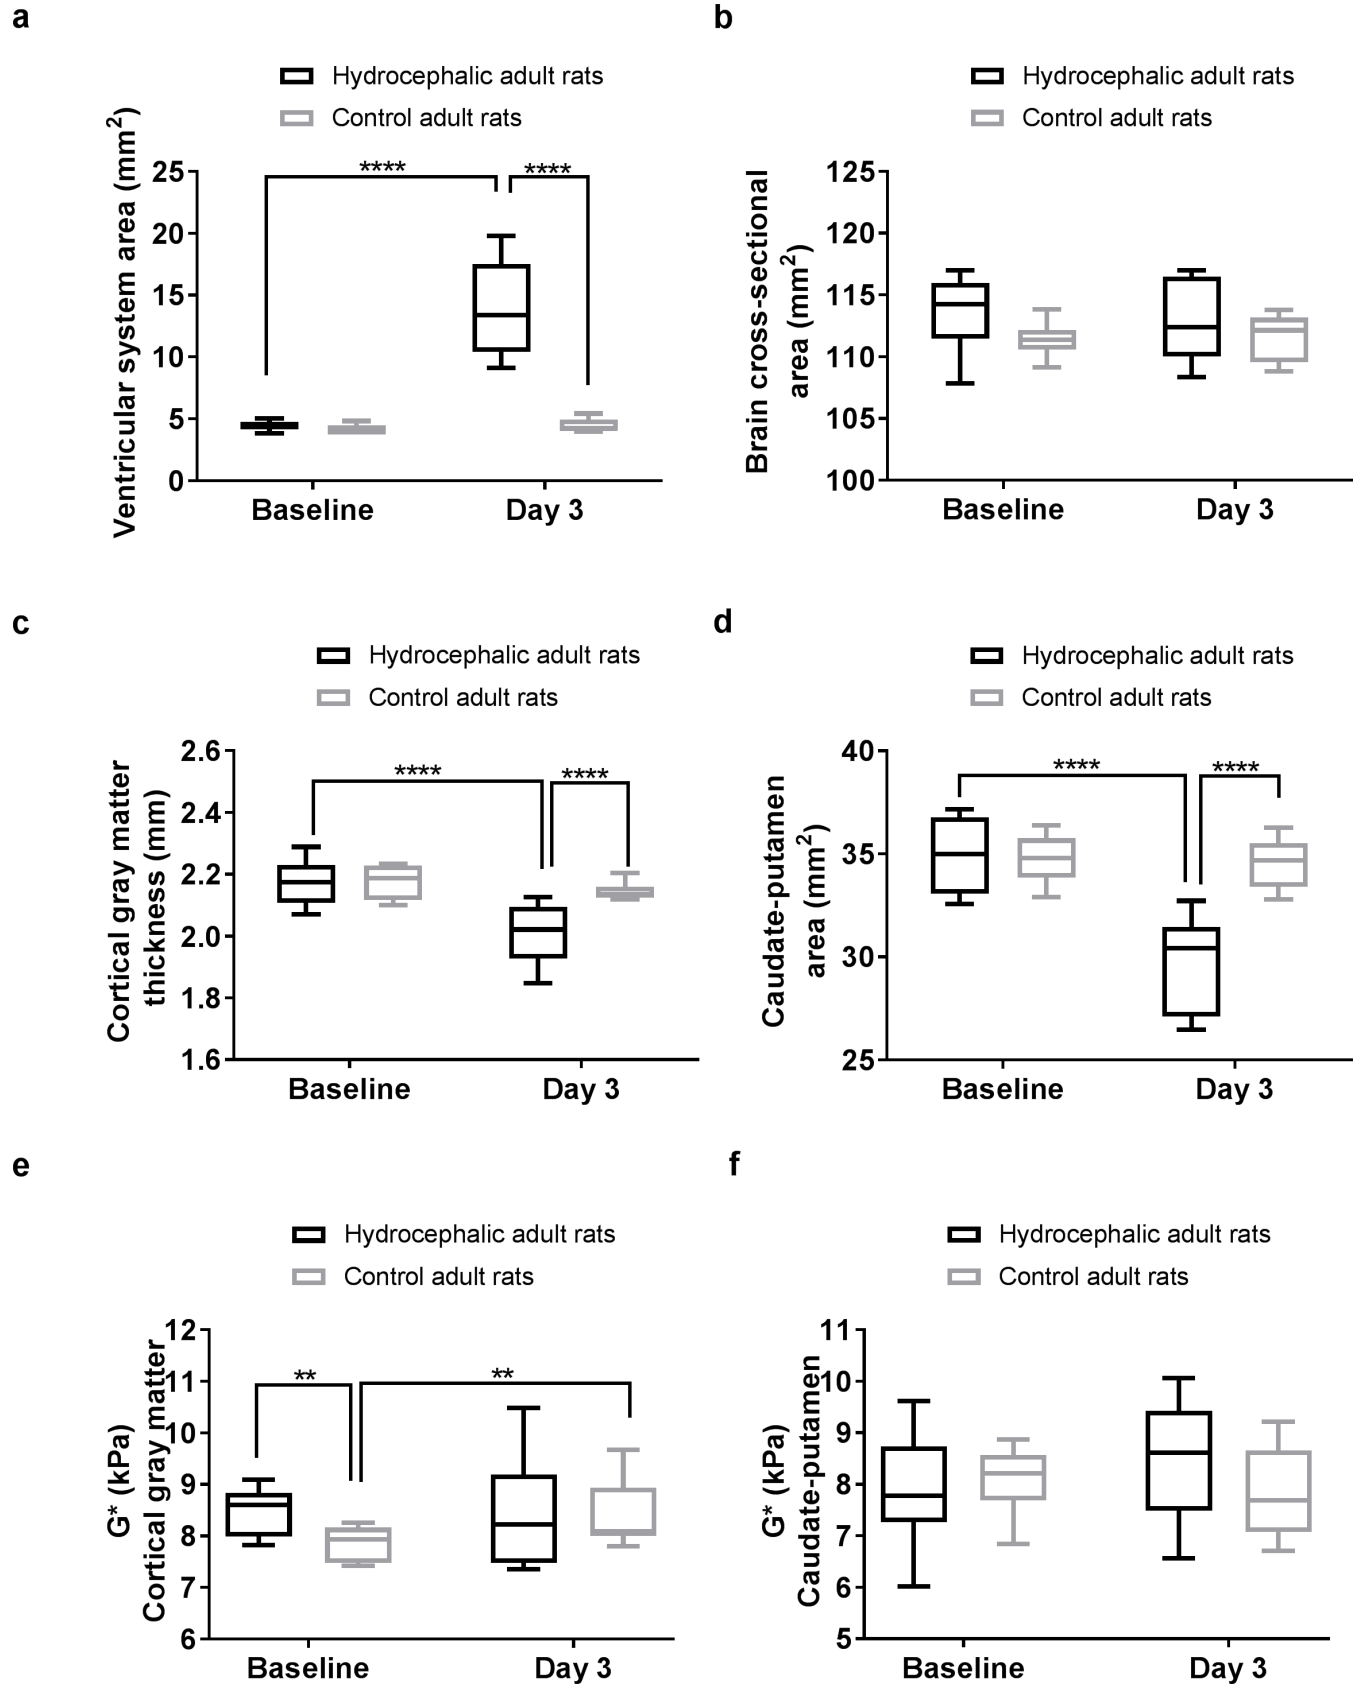 a
Hydrocephalic adult rats
Control adult rats
Ventricular system area (mm²)
25
20
15
10
5
0
****
****
Baseline
Day 3
b
Hydrocephalic adult rats
Control adult rats
Brain cross-sectional
area (mm²)
125
120
115
110
105
100
Baseline
Day 3
c
Hydrocephalic adult rats
Control adult rats
Cortical gray matter
thickness (mm)
2.6
2.4
2.2
2.0
1.8
1.6
****
****
Baseline
Day 3
d
Hydrocephalic adult rats
Control adult rats
Caudate-putamen
area (mm²)
40
35
30
25
****
****
Baseline
Day 3
e
Hydrocephalic adult rats
Control adult rats
G* (kPa)
Cortical gray matter
12
11
10
9
8
7
6
**
**
Baseline
Day 3
f
Hydrocephalic adult rats
Control adult rats
G* (kPa)
Caudate-putamen
11
10
9
8
7
6
5
Baseline
Day 3